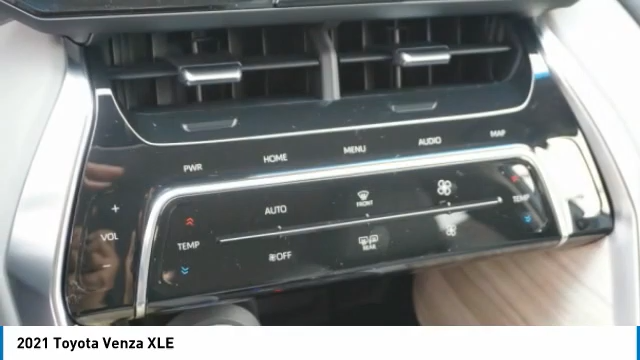 PWR HOME MENU AUDIO MAP
+
VOL
-
AUTO FRONT
TEMP TEMP
OFF REAR
2021 Toyota Venza XLE